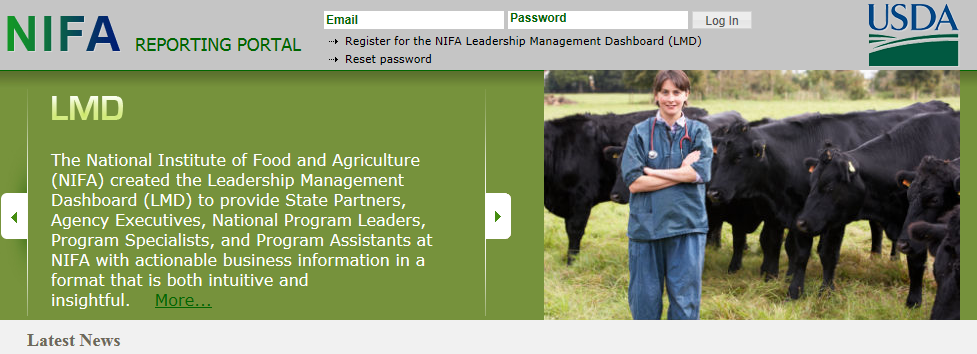 NIFA REPORTING PORTAL
Email
Password
Log In
Register for the NIFA Leadership Management Dashboard (LMD)
Reset password
USDA
LMD
The National Institute of Food and Agriculture
(NIFA) created the Leadership Management
Dashboard (LMD) to provide State Partners,
Agency Executives, National Program Leaders,
Program Specialists, and Program Assistants at
NIFA with actionable business information in a
format that is both intuitive and
insightful. More...
Latest News